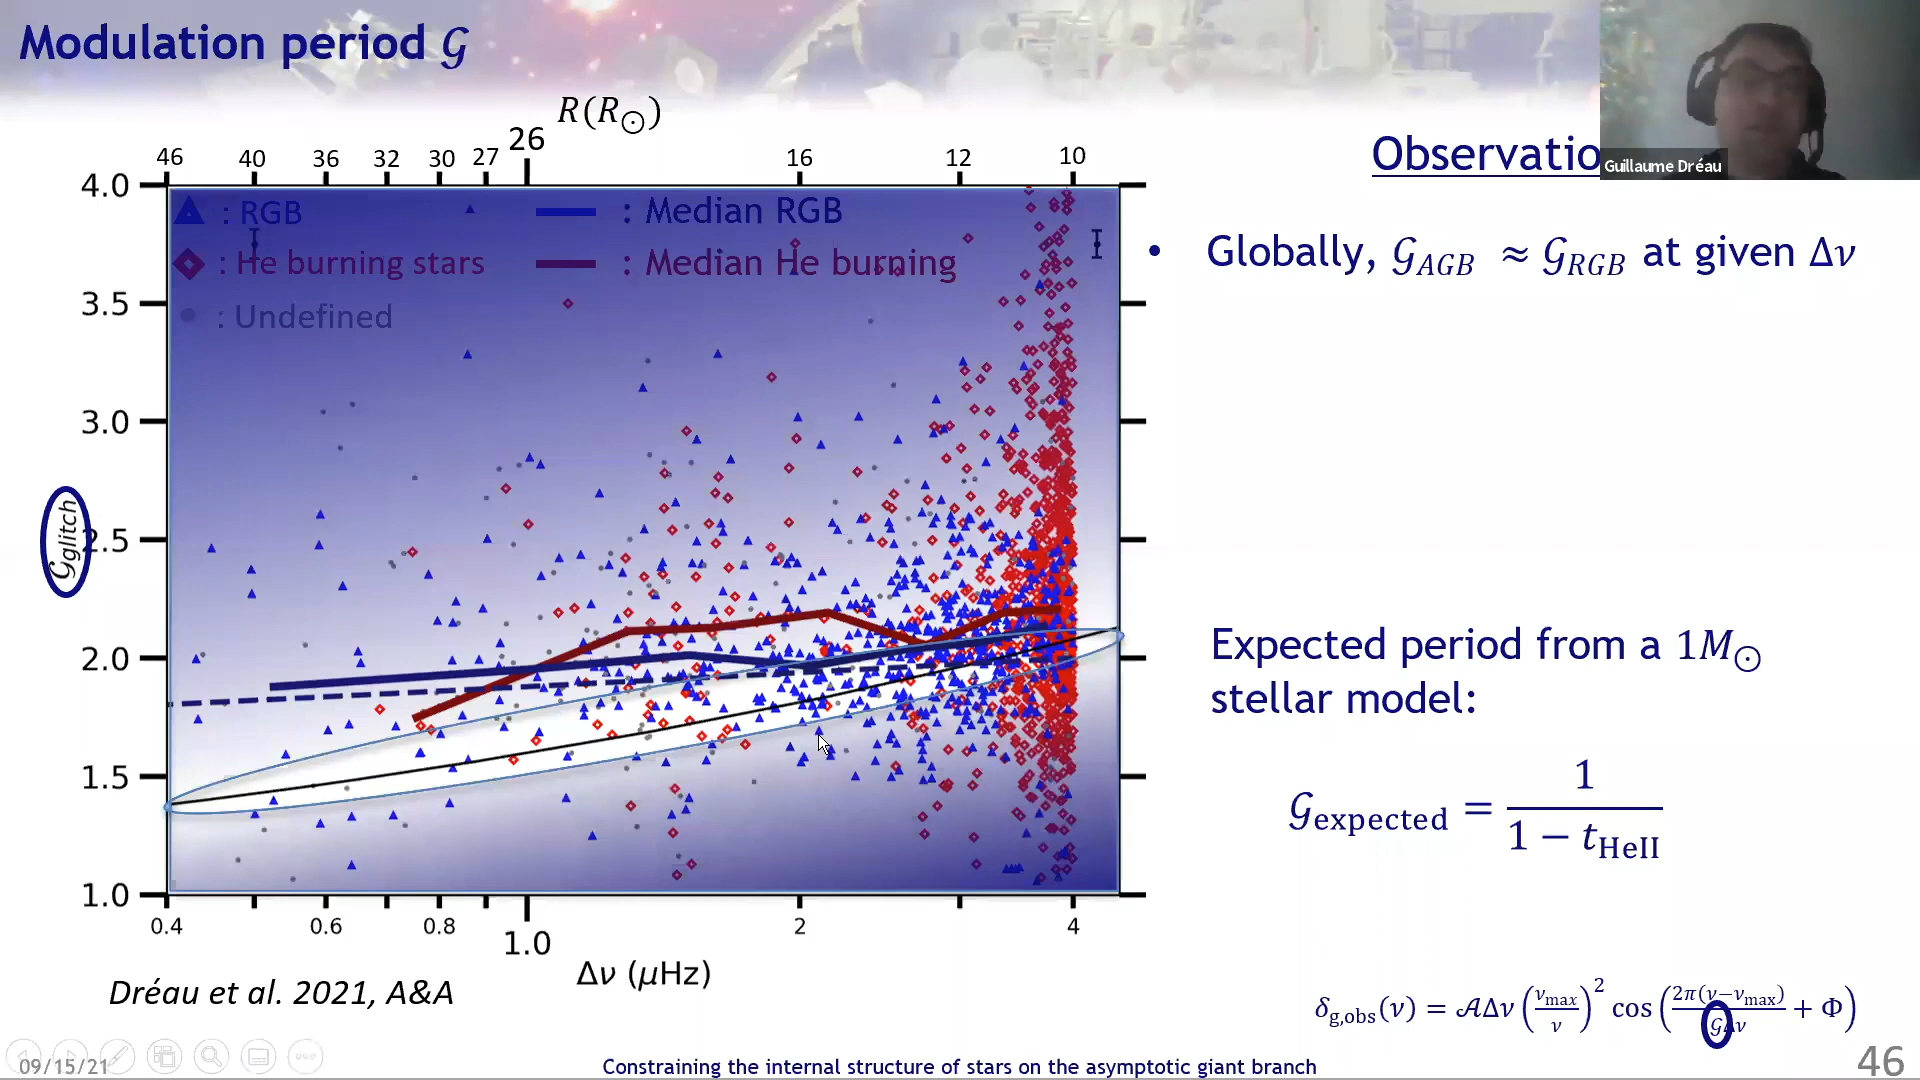 Modulation period 𝒢
R(R⊙)
46 40 36 32 30 27 26 16 12 10
4.0
3.5
3.0
2.5
2.0
1.5
1.0
𝒢glitch
: RGB
: He burning stars
: Undefined
: Median RGB
: Median He burning
0.4 0.6 0.8 1.0 2 4
Δν (μHz)
Dréau et al. 2021, A&A
Observatio
Guillaume Dréau
• Globally, 𝒢AGB ≈ 𝒢RGB at given Δν
Expected period from a 1M⊙
stellar model:
𝒢expected = 1 / (1 − tHeII)
δg,obs(ν) = 𝒜Δν (νmax/ν)² cos (2π(ν−νmax)/𝒢Δν + Φ)
09/15/21
Constraining the internal structure of stars on the asymptotic giant branch
46